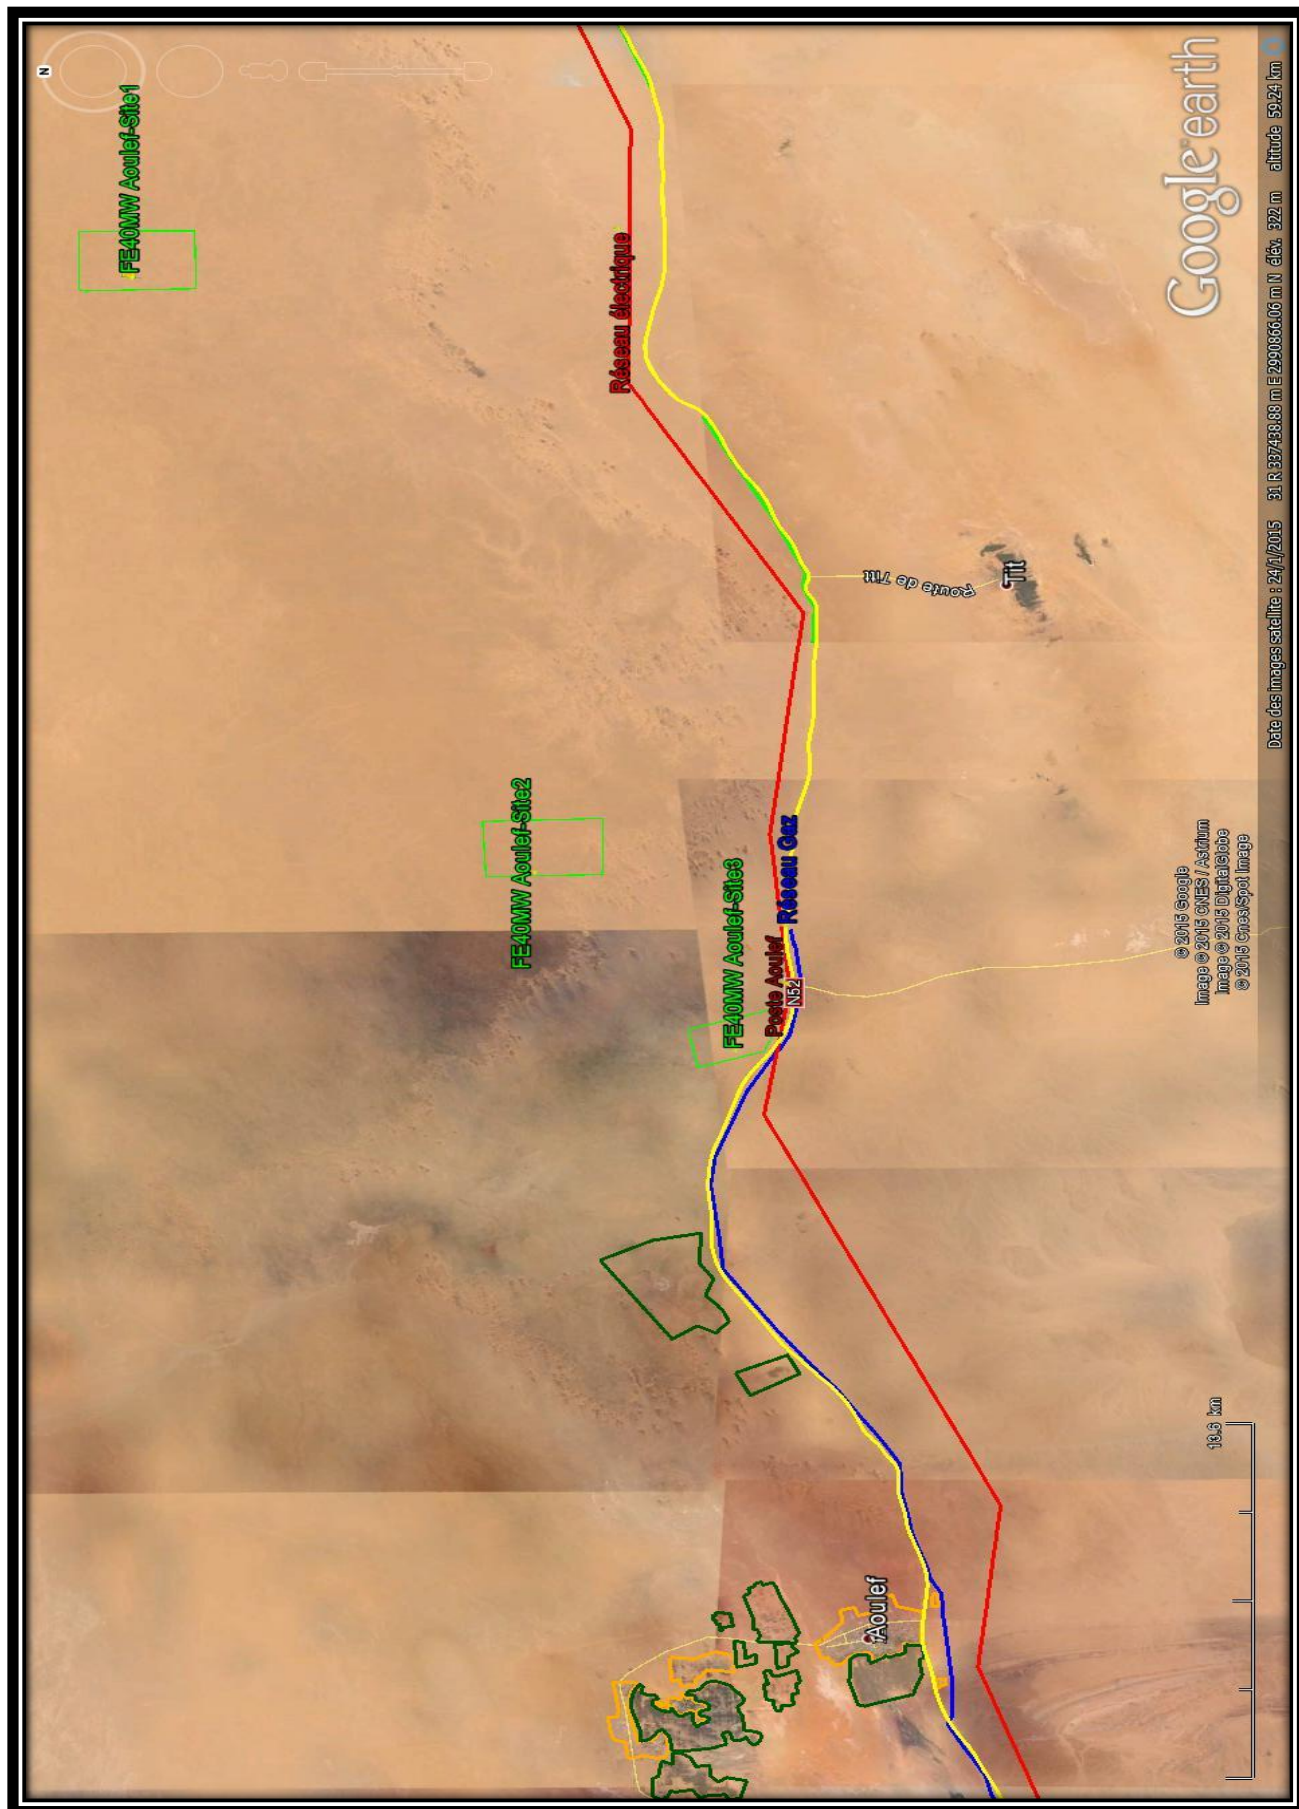 N
FE40MW Aoulef-Site1
Réseau électrique
FE40MW Aoulef-Site2
FE40MW Aoulef-Site3
Poste Aoulef
Réseau Gaz
N52
Route de Titt
Tit
Aoulef
13.6 km
© 2015 Google
Image © 2015 CNES / Astrium
Image © 2015 DigitalGlobe
© 2015 Cnes/Spot Image
Google earth
Date des images satellite : 24/1/2015 31 R 337438.88 m E 2990866.06 m N élév. 322 m altitude 59.24 km